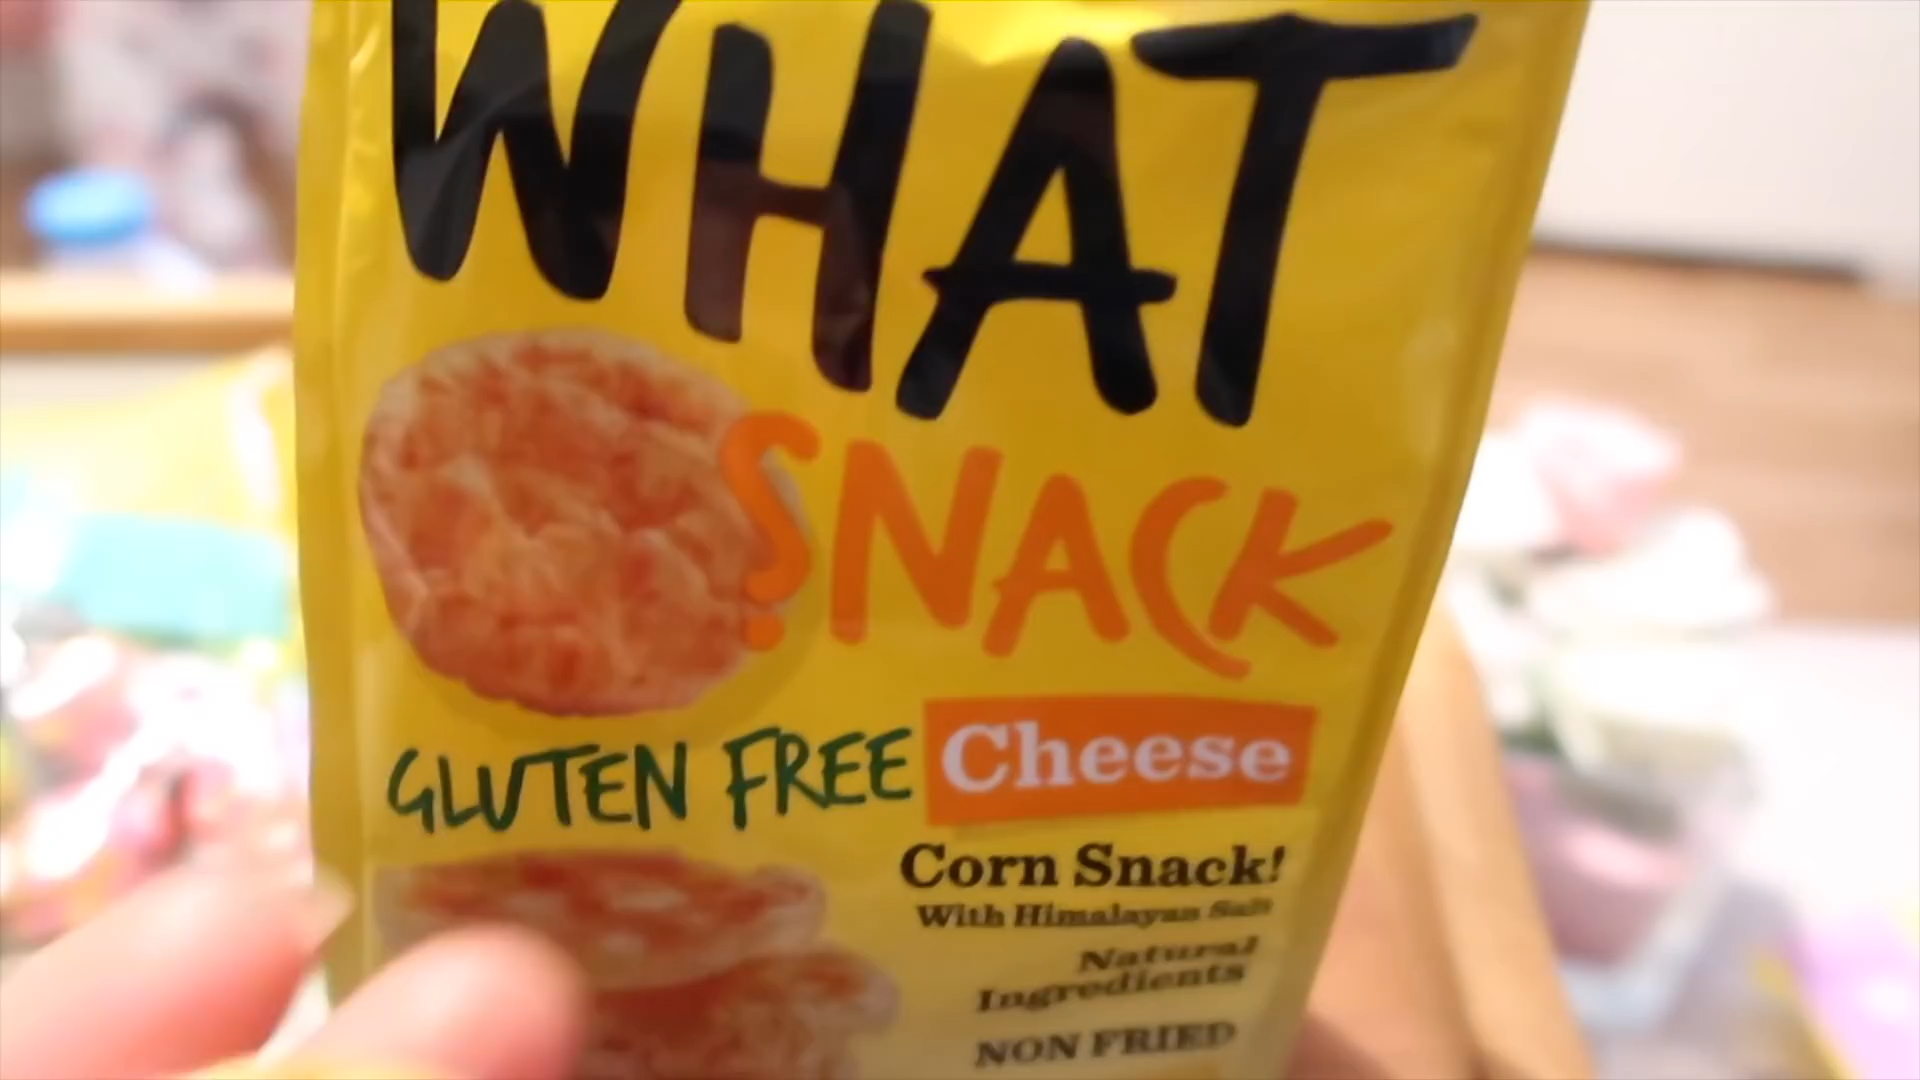 WHAT
SNACK
GLUTEN FREE Cheese
Corn Snack!
With Himalayan Salt
Natural
Ingredients
NON FRIED